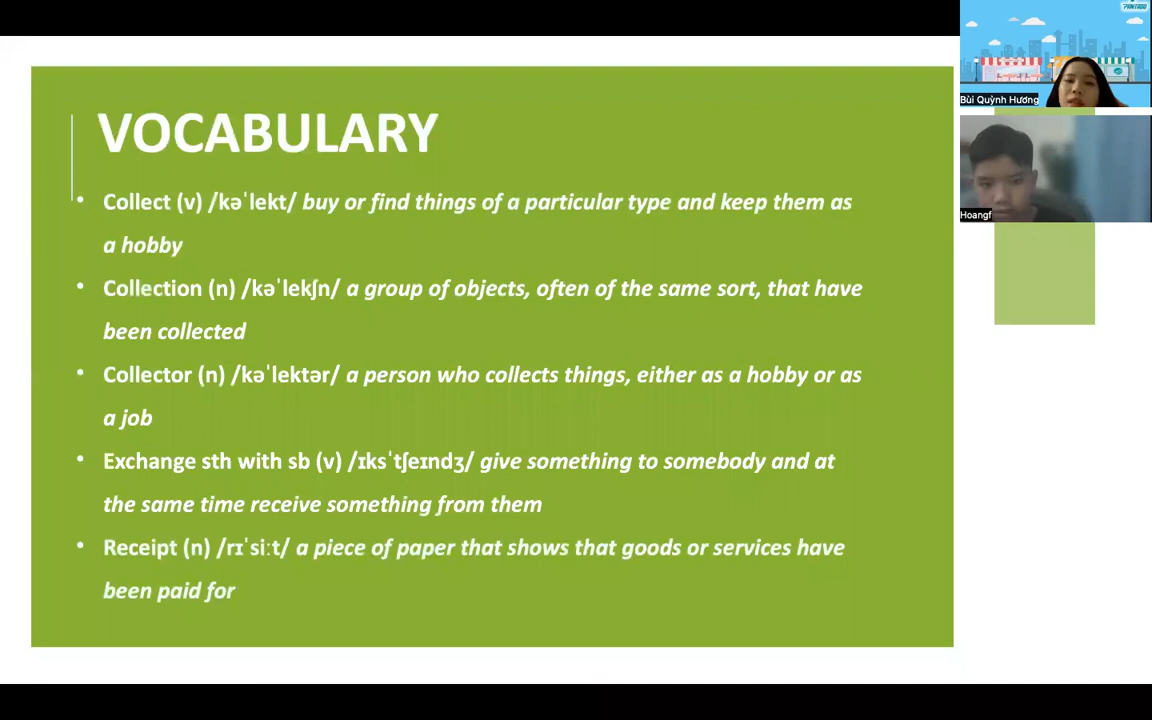 VOCABULARY
• Collect (v) /kəˈlekt/ buy or find things of a particular type and keep them as
a hobby
• Collection (n) /kəˈlekʃn/ a group of objects, often of the same sort, that have
been collected
• Collector (n) /kəˈlektər/ a person who collects things, either as a hobby or as
a job
• Exchange sth with sb (v) /ɪksˈtʃeɪndʒ/ give something to somebody and at
the same time receive something from them
• Receipt (n) /rɪˈsiːt/ a piece of paper that shows that goods or services have
been paid for
PANTADO
Bùi Quỳnh Hương
Hoangf